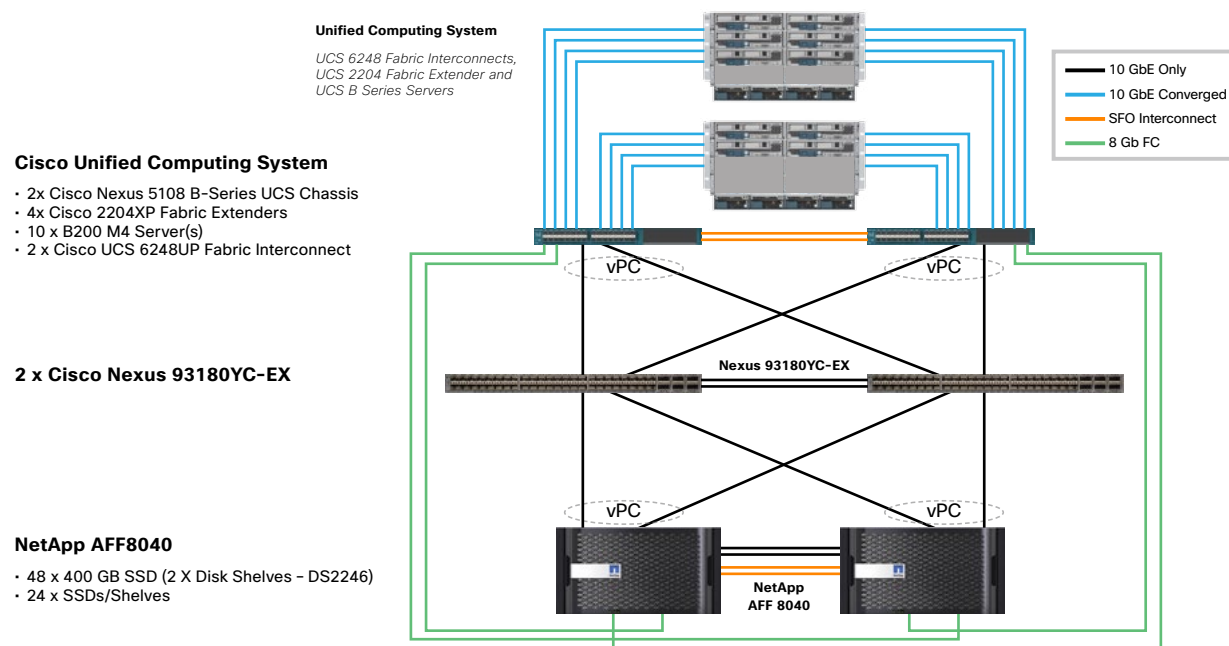 Unified Computing System
UCS 6248 Fabric Interconnects,
UCS 2204 Fabric Extender and
UCS B Series Servers
10 GbE Only
10 GbE Converged
SFO Interconnect
8 Gb FC
Cisco Unified Computing System
• 2x Cisco Nexus 5108 B-Series UCS Chassis
• 4x Cisco 2204XP Fabric Extenders
• 10 x B200 M4 Server(s)
• 2 x Cisco UCS 6248UP Fabric Interconnect
vPC
vPC
2 x Cisco Nexus 93180YC-EX
Nexus 93180YC-EX
vPC
vPC
NetApp AFF8040
• 48 x 400 GB SSD (2 X Disk Shelves – DS2246)
• 24 x SSDs/Shelves
NetApp
AFF 8040